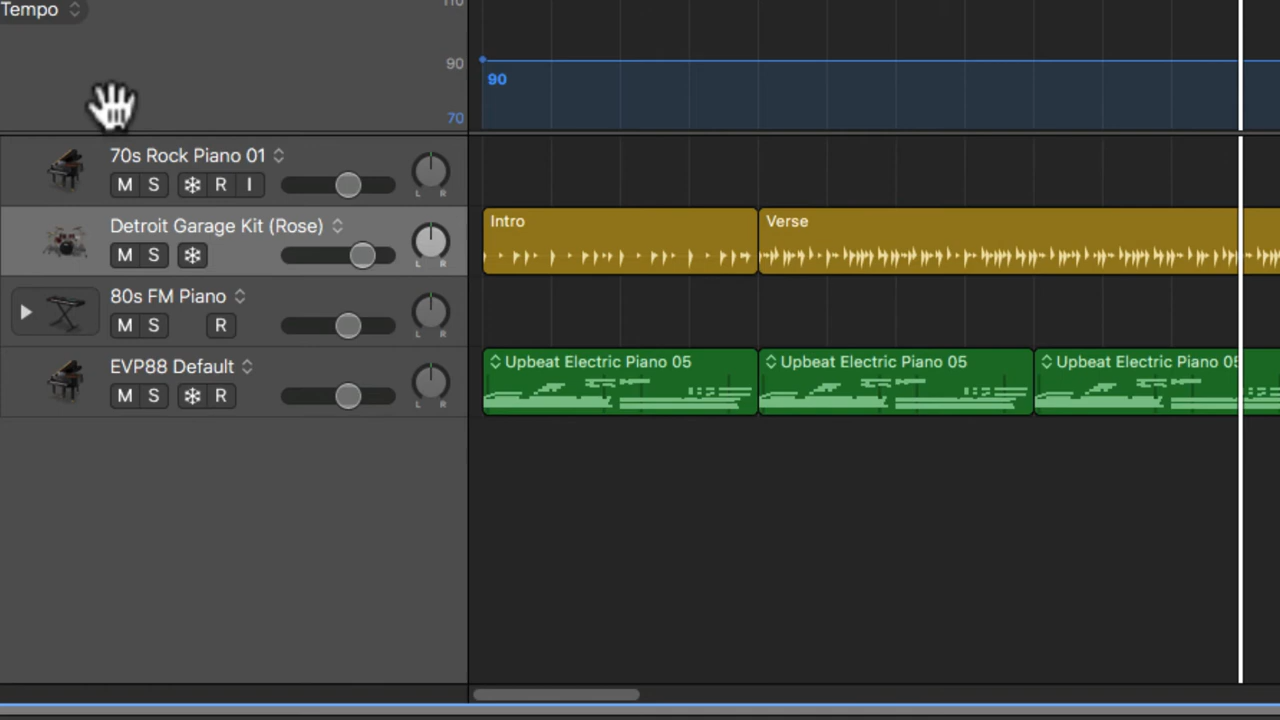 Tempo
110
90
90
70
70s Rock Piano 01
M S R I
L R
Detroit Garage Kit (Rose)
M S
L R
Intro
Verse
80s FM Piano
M S R
L R
EVP88 Default
M S R
L R
Upbeat Electric Piano 05
Upbeat Electric Piano 05
Upbeat Electric Piano 05